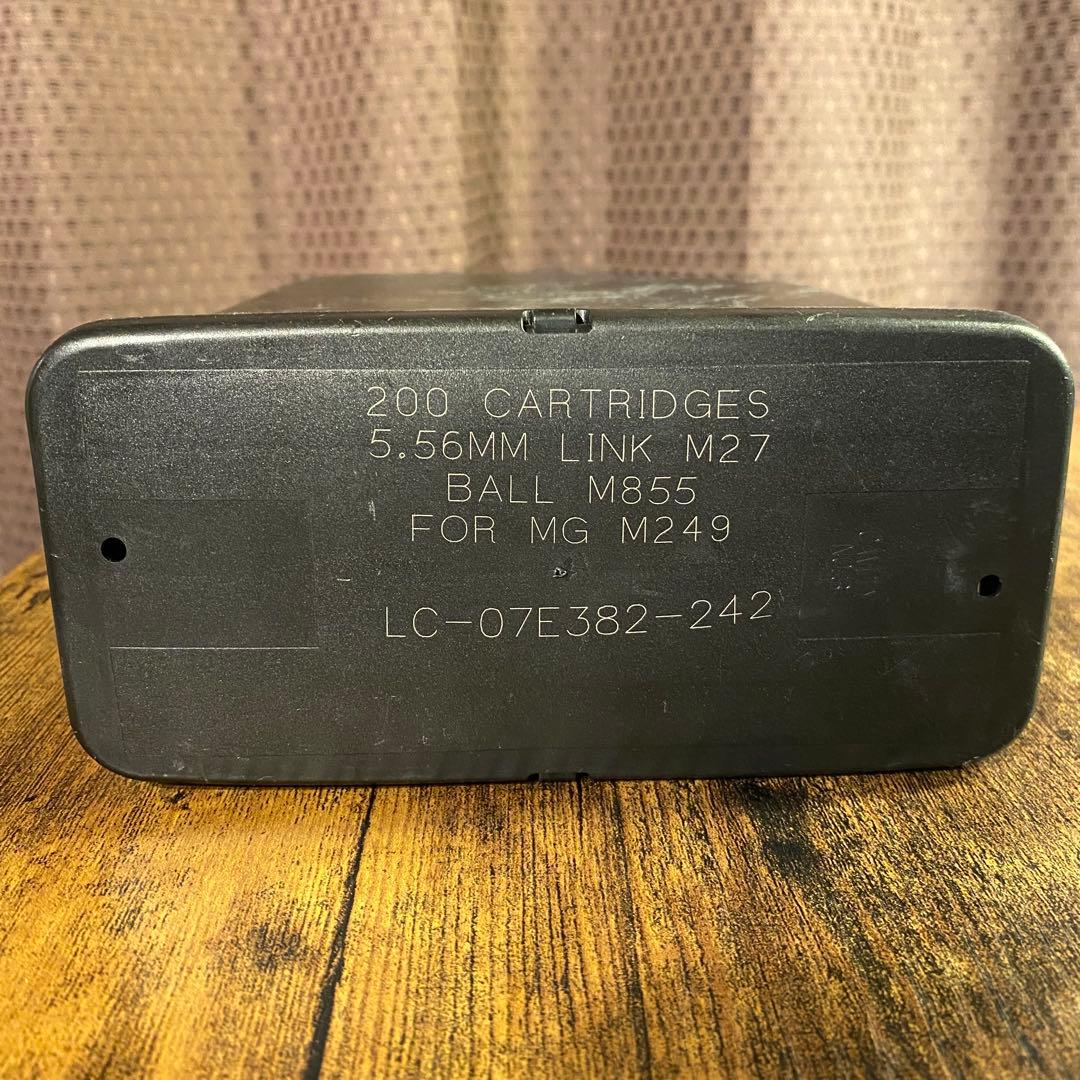 200 CARTRIDGES
5.56MM LINK M27
BALL M855
FOR MG M249
LC-07E382-242